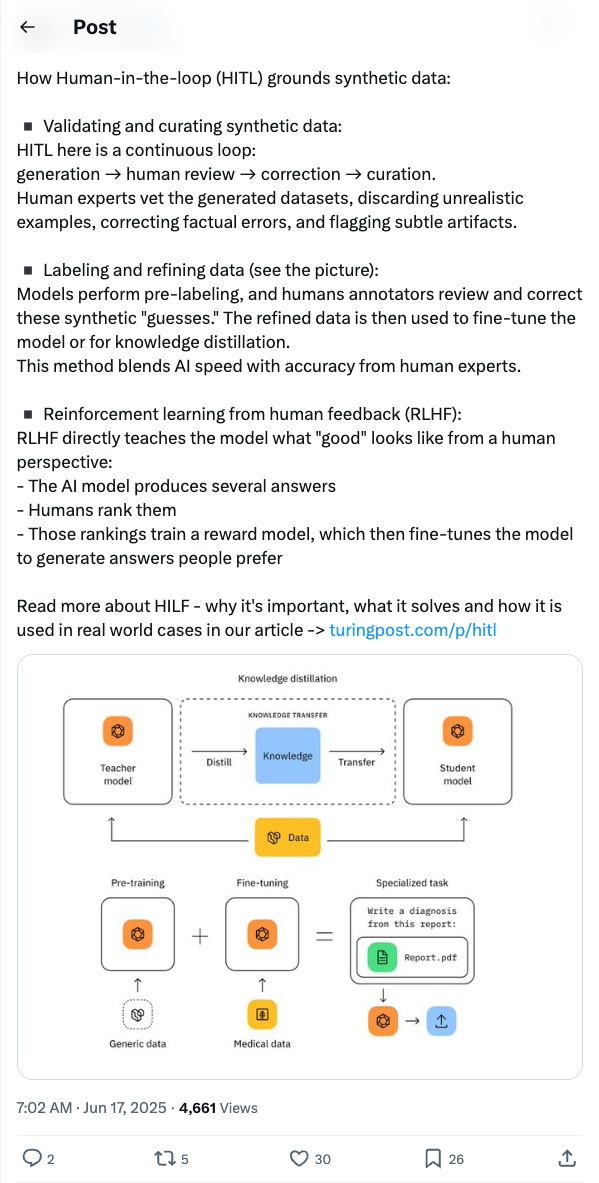 Post
How Human-in-the-loop (HITL) grounds synthetic data:
▪ Validating and curating synthetic data:
HITL here is a continuous loop:
generation → human review → correction → curation.
Human experts vet the generated datasets, discarding unrealistic
examples, correcting factual errors, and flagging subtle artifacts.
▪ Labeling and refining data (see the picture):
Models perform pre-labeling, and humans annotators review and correct
these synthetic "guesses." The refined data is then used to fine-tune the
model or for knowledge distillation.
This method blends AI speed with accuracy from human experts.
▪ Reinforcement learning from human feedback (RLHF):
RLHF directly teaches the model what "good" looks like from a human
perspective:
- The AI model produces several answers
- Humans rank them
- Those rankings train a reward model, which then fine-tunes the model
to generate answers people prefer
Read more about HILF - why it's important, what it solves and how it is
used in real world cases in our article -> turingpost.com/p/hitl
Knowledge distillation
KNOWLEDGE TRANSFER
Teacher
model
Distill
Knowledge
Transfer
Student
model
Data
Pre-training
Fine-tuning
Specialized task
Write a diagnosis
from this report:
+
=
Report.pdf
Generic data
Medical data
7:02 AM · Jun 17, 2025 · 4,661 Views
2
5
30
26